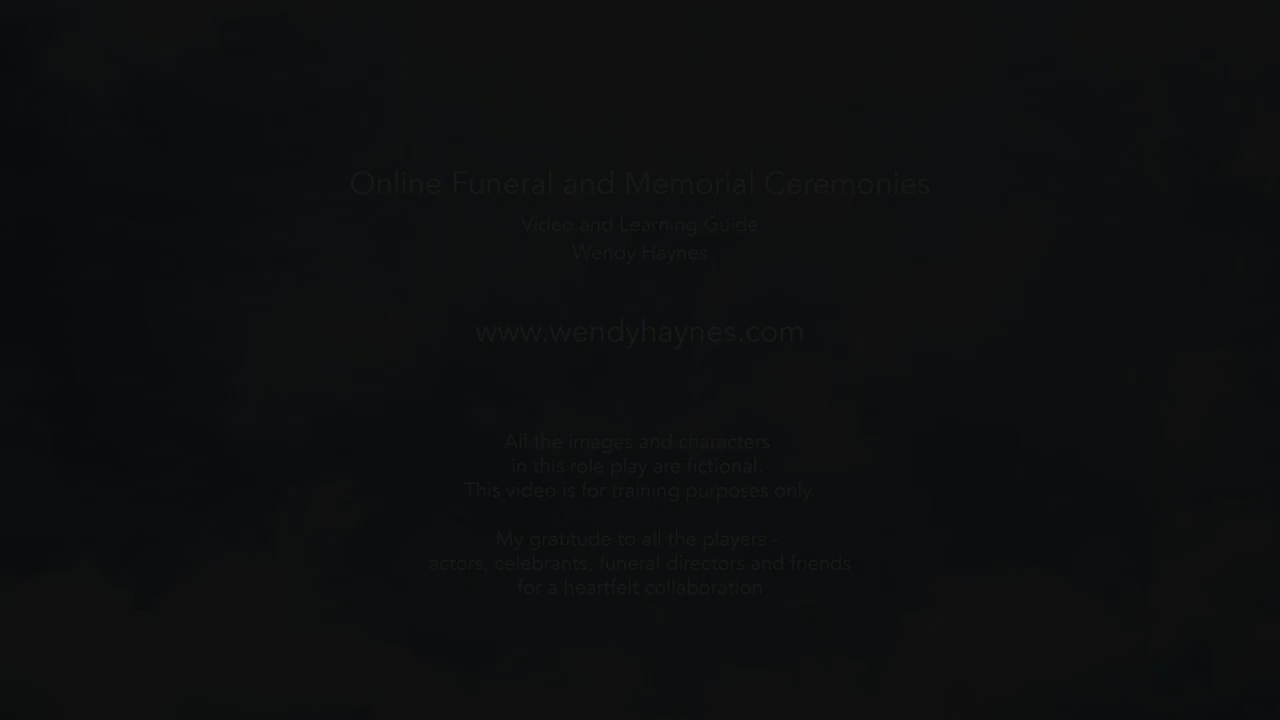 Online Funeral and Memorial Ceremonies
Video and Learning Guide
Wendy Haynes
www.wendyhaynes.com
All the images and characters
in this role play are fictional.
This video is for training purposes only.
My gratitude to all the players -
actors, celebrants, funeral directors and friends
for a heartfelt collaboration